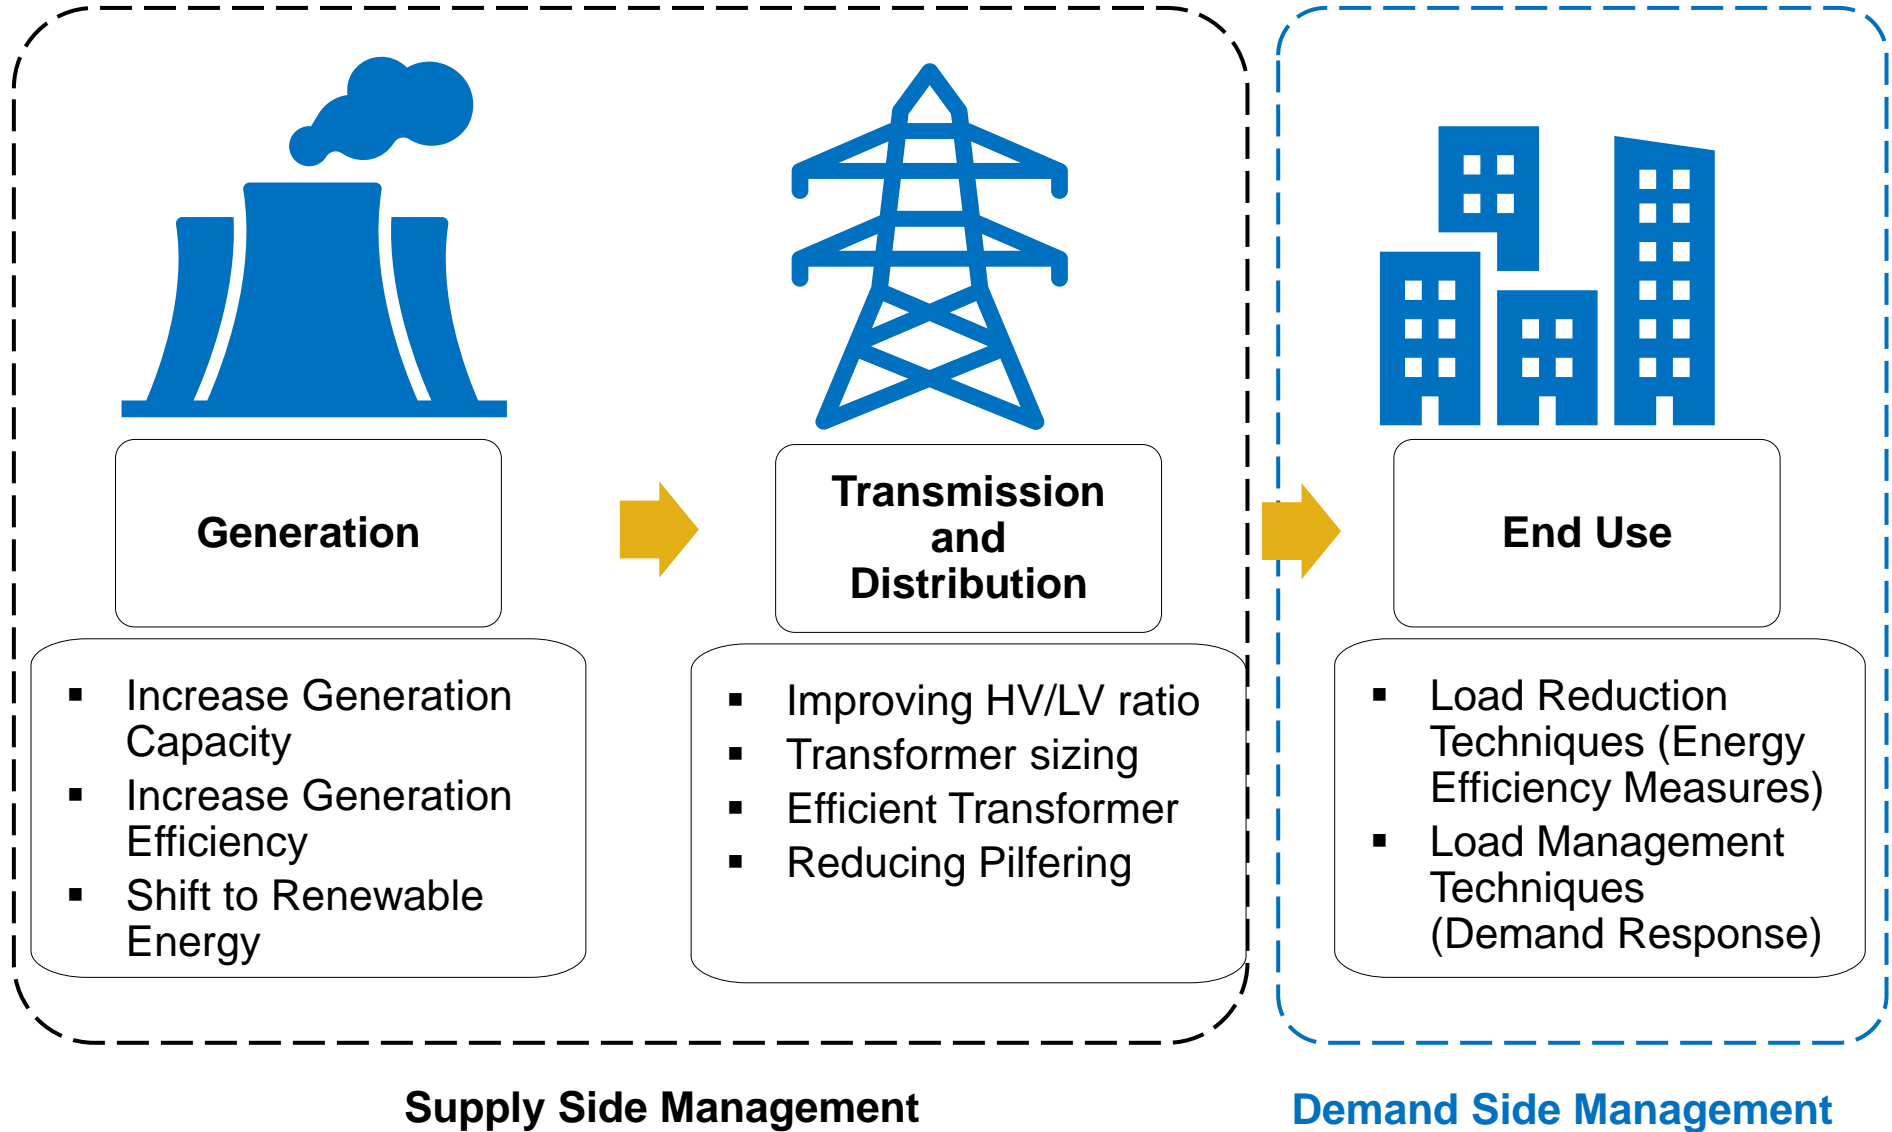 Generation
▪ Increase Generation
Capacity
▪ Increase Generation
Efficiency
▪ Shift to Renewable
Energy
Transmission
and
Distribution
▪ Improving HV/LV ratio
▪ Transformer sizing
▪ Efficient Transformer
▪ Reducing Pilfering
End Use
▪ Load Reduction
Techniques (Energy
Efficiency Measures)
▪ Load Management
Techniques
(Demand Response)
Supply Side Management
Demand Side Management